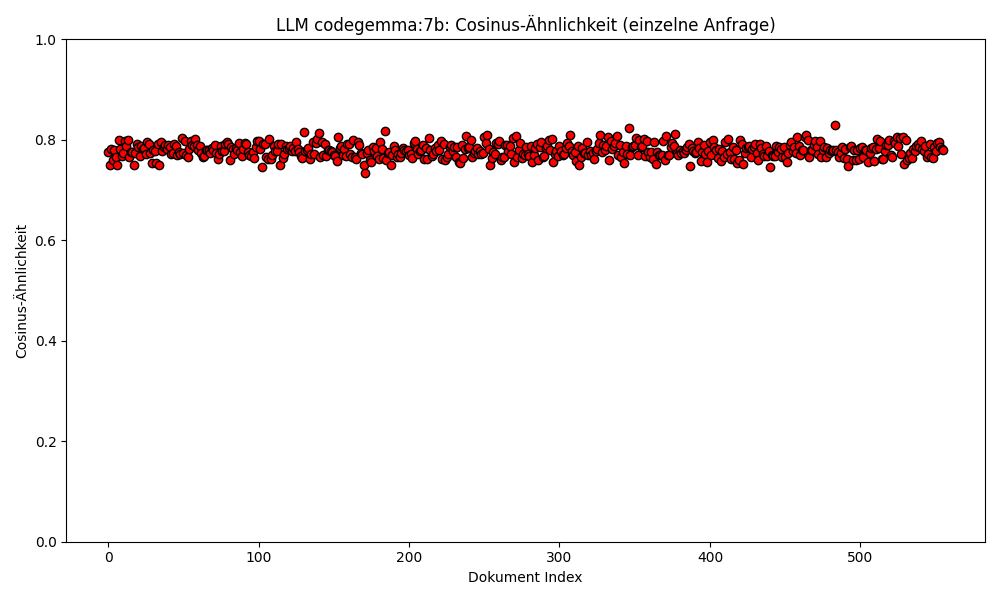 LLM codegemma:7b: Cosinus-Ähnlichkeit (einzelne Anfrage)
1.0
0.8
0.6
0.4
0.2
0.0
Cosinus-Ähnlichkeit
0 100 200 300 400 500
Dokument Index